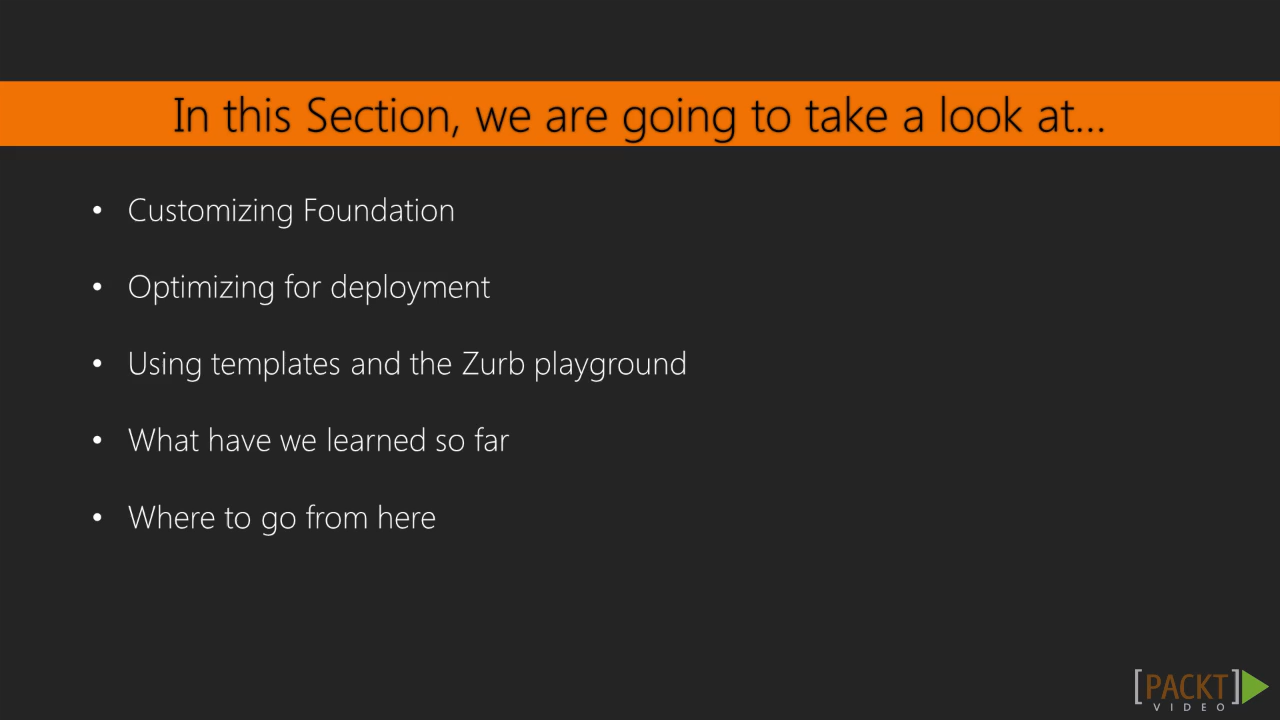 In this Section, we are going to take a look at...
• Customizing Foundation
• Optimizing for deployment
• Using templates and the Zurb playground
• What have we learned so far
• Where to go from here
[PACKT]
VIDEO